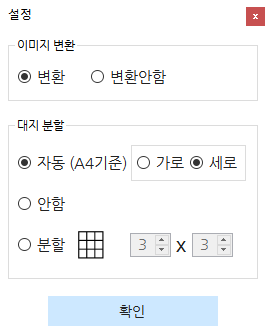 설정
이미지 변환
변환 변환안함
대지 분할
자동 (A4기준) 가로 세로
안함
분할 3 x 3
확인